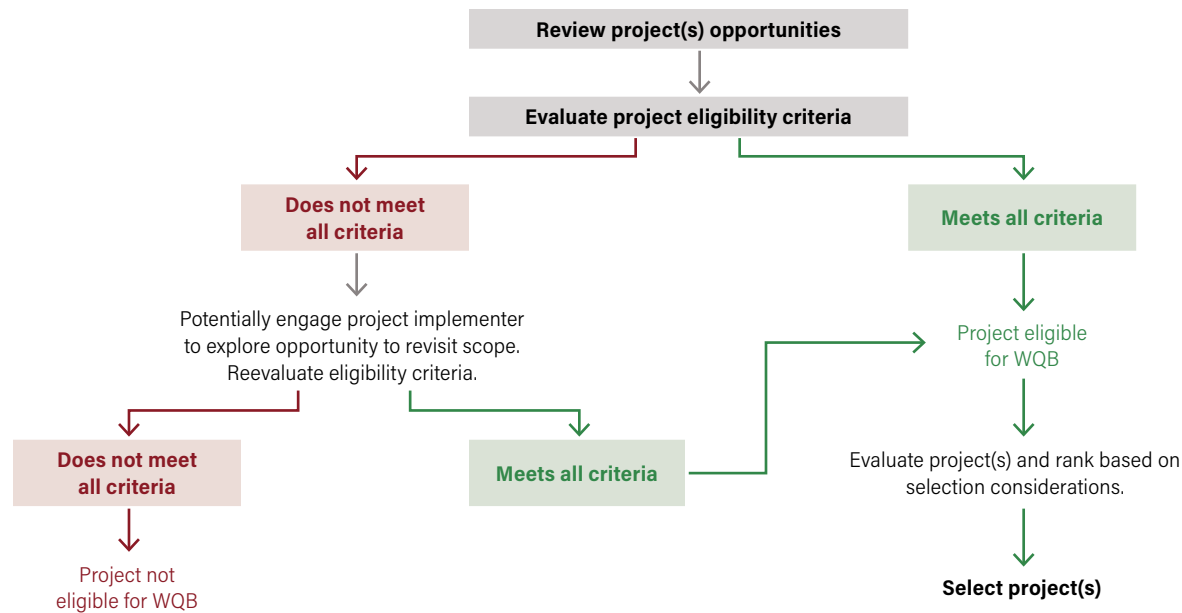 Review project(s) opportunities
Evaluate project eligibility criteria
Does not meet
all criteria
Meets all criteria
Potentially engage project implementer
to explore opportunity to revisit scope.
Reevaluate eligibility criteria.
Project eligible
for WQB
Does not meet
all criteria
Meets all criteria
Evaluate project(s) and rank based on
selection considerations.
Project not
eligible for WQB
Select project(s)